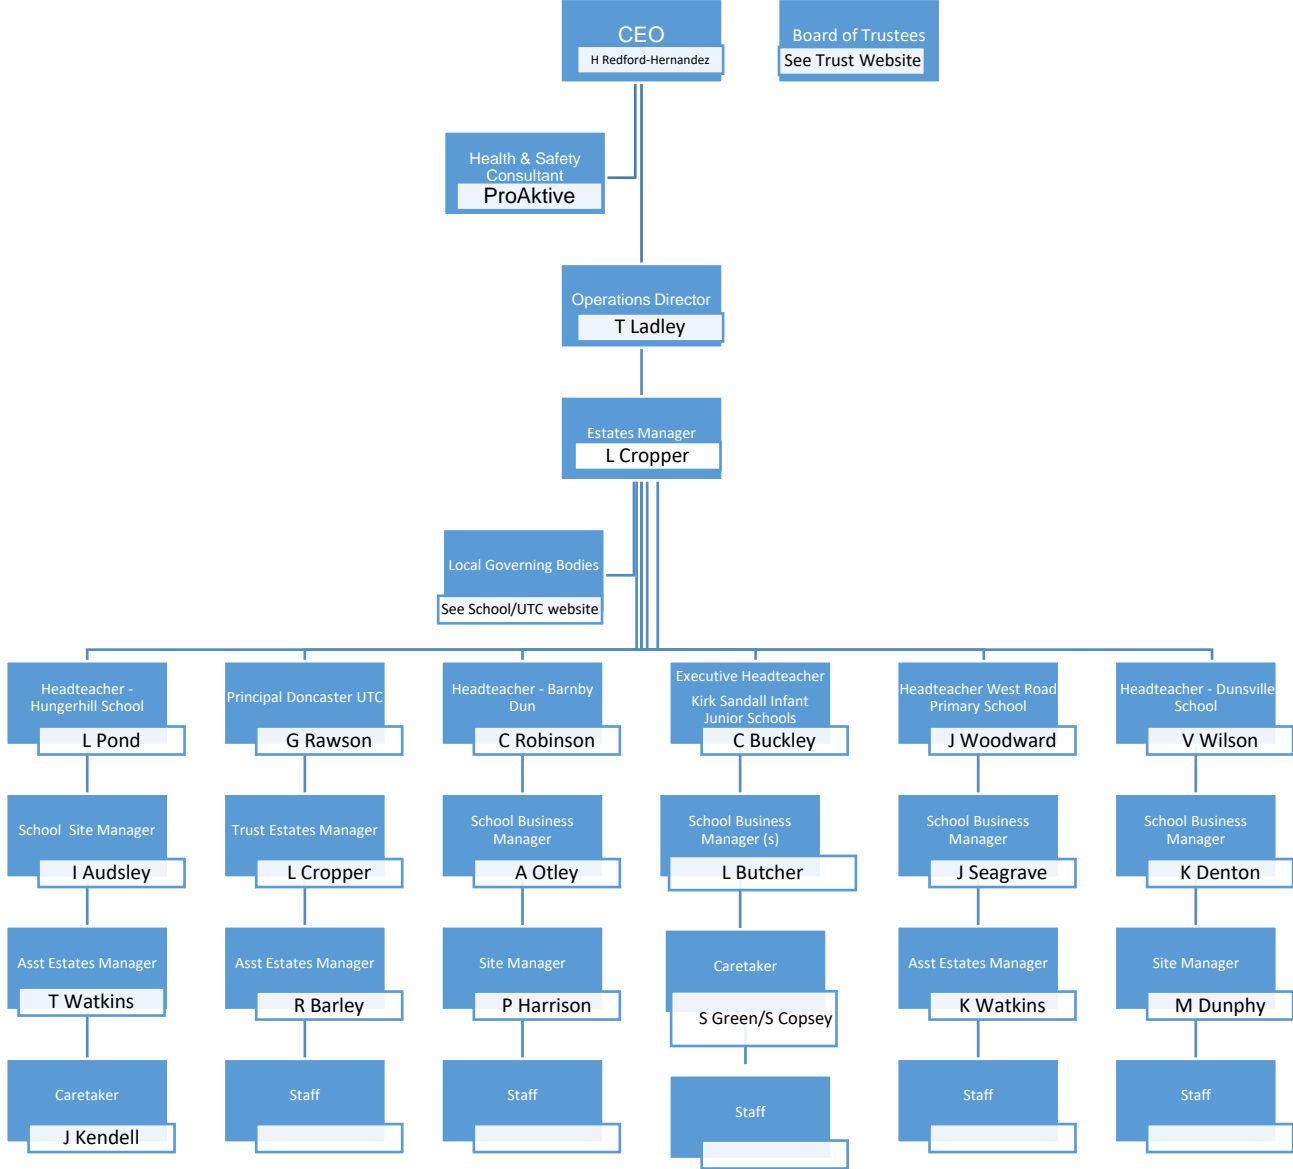 CEO
H Redford-Hernandez
Board of Trustees
See Trust Website
Health & Safety
Consultant
ProAktive
Operations Director
T Ladley
Estates Manager
L Cropper
Local Governing Bodies
See School/UTC website
Headteacher -
Hungerhill School
L Pond
Principal Doncaster UTC
G Rawson
Headteacher - Barnby
Dun
C Robinson
Executive Headteacher
Kirk Sandall Infant
Junior Schools
C Buckley
Headteacher West Road
Primary School
J Woodward
Headteacher - Dunsville
School
V Wilson
School  Site Manager
I Audsley
Trust Estates Manager
L Cropper
School Business
Manager
A Otley
School Business
Manager (s)
L Butcher
School Business
Manager
J Seagrave
School Business
Manager
K Denton
Asst Estates Manager
T Watkins
Asst Estates Manager
R Barley
Site Manager
P Harrison
Caretaker
S Green/S Copsey
Asst Estates Manager
K Watkins
Site Manager
M Dunphy
Caretaker
J Kendell
Staff
Staff
Staff
Staff
Staff